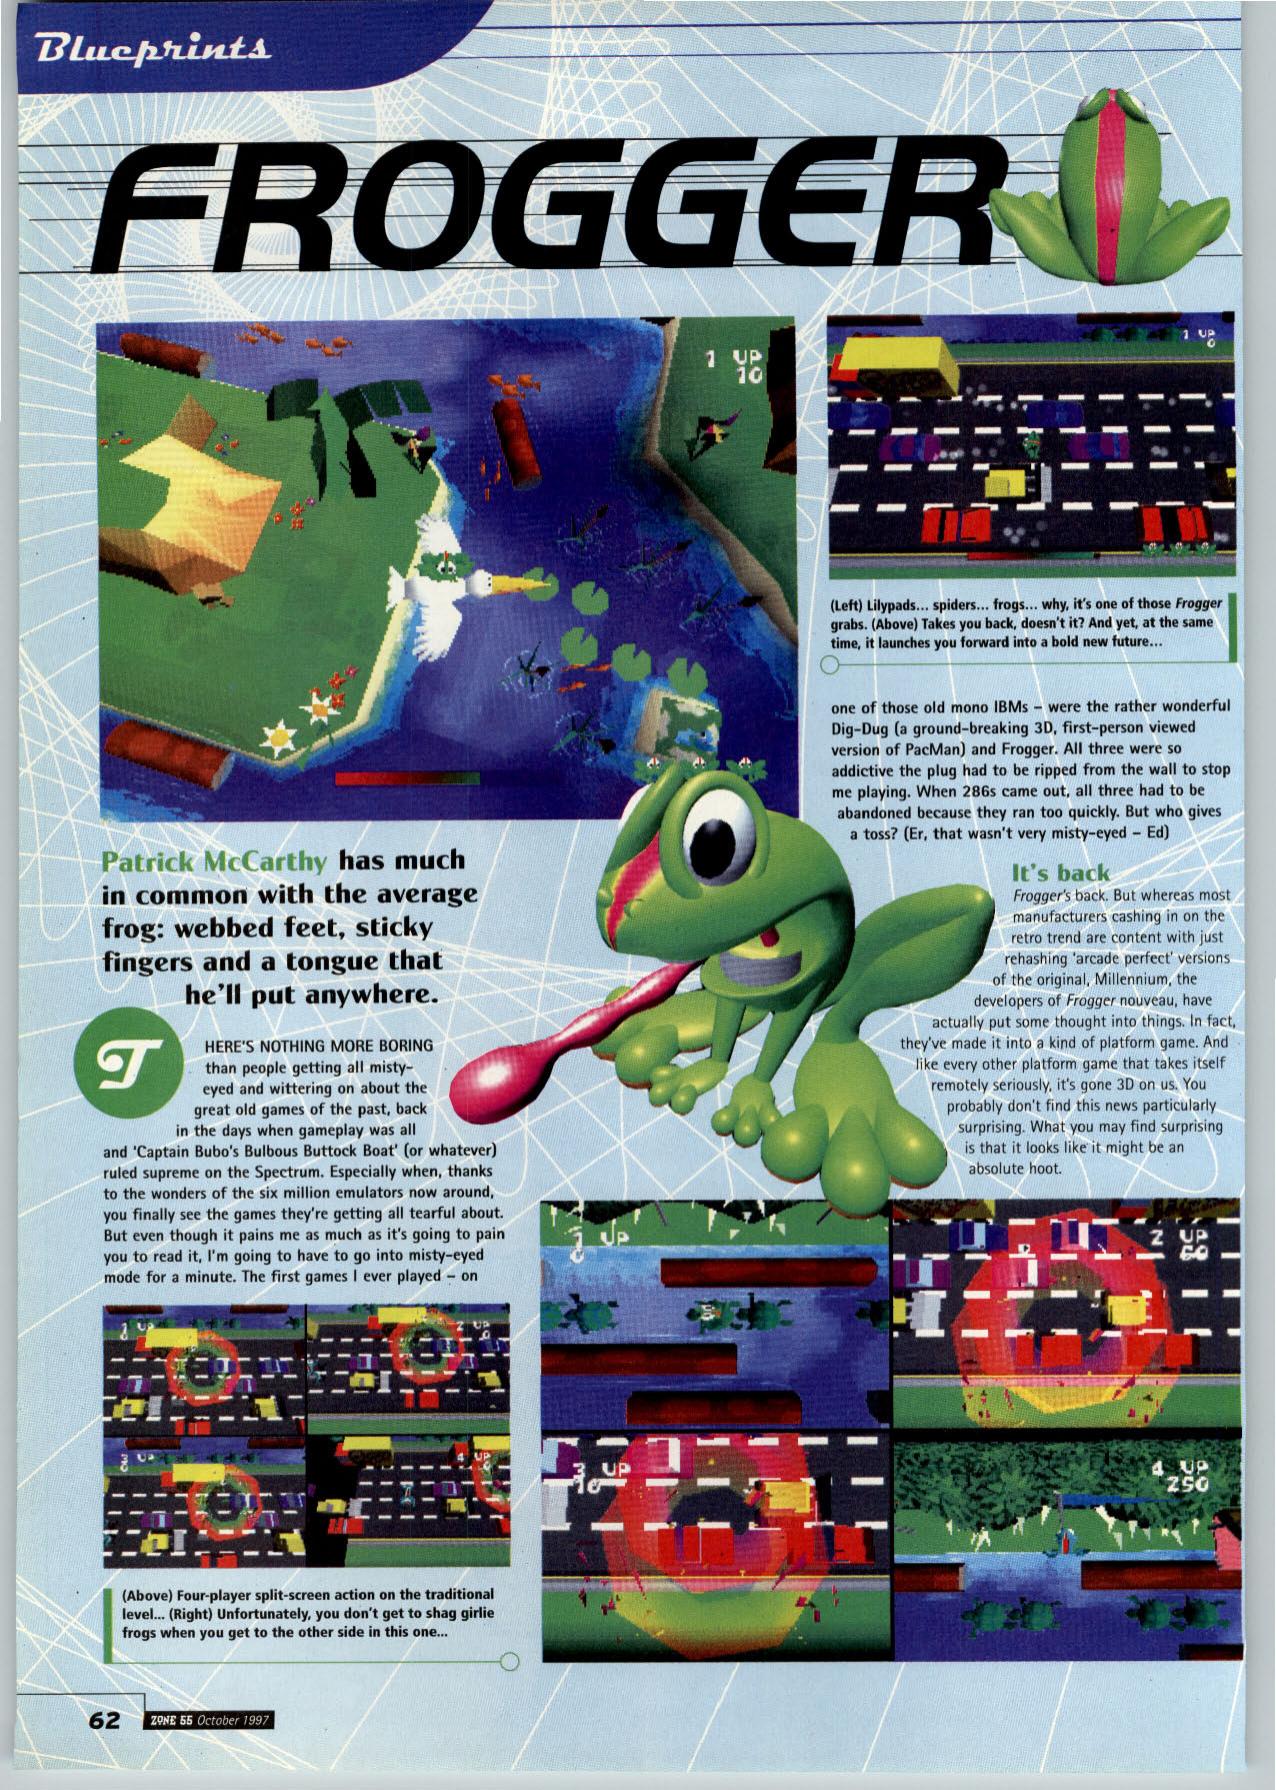 Blueprints
FROGGER
1 UP
10
1 UP
0
(Left) Lilypads... spiders... frogs... why, it's one of those Frogger
grabs. (Above) Takes you back, doesn't it? And yet, at the same
time, it launches you forward into a bold new future...
Patrick McCarthy has much
in common with the average
frog: webbed feet, sticky
fingers and a tongue that
he'll put anywhere.
T
HERE'S NOTHING MORE BORING
than people getting all misty-
eyed and wittering on about the
great old games of the past, back
in the days when gameplay was all
and 'Captain Bubo's Bulbous Buttock Boat' (or whatever)
ruled supreme on the Spectrum. Especially when, thanks
to the wonders of the six million emulators now around,
you finally see the games they're getting all tearful about.
But even though it pains me as much as it's going to pain
you to read it, I'm going to have to go into misty-eyed
mode for a minute. The first games I ever played – on
one of those old mono IBMs – were the rather wonderful
Dig-Dug (a ground-breaking 3D, first-person viewed
version of PacMan) and Frogger. All three were so
addictive the plug had to be ripped from the wall to stop
me playing. When 286s came out, all three had to be
abandoned because they ran too quickly. But who gives
a toss? (Er, that wasn't very misty-eyed – Ed)
It's back
Frogger's back. But whereas most
manufacturers cashing in on the
retro trend are content with just
rehashing 'arcade perfect' versions
of the original, Millennium, the
developers of Frogger nouveau, have
actually put some thought into things. In fact,
they've made it into a kind of platform game. And
like every other platform game that takes itself
remotely seriously, it's gone 3D on us. You
probably don't find this news particularly
surprising. What you may find surprising
is that it looks like it might be an
absolute hoot.
1 UP
0
2 UP
0
3 UP
0
4 UP
0
1 UP
0
2 UP
60
3 UP
10
4 UP
250
(Above) Four-player split-screen action on the traditional
level... (Right) Unfortunately, you don't get to shag girlie
frogs when you get to the other side in this one...
62
ZONE 55 October 1997